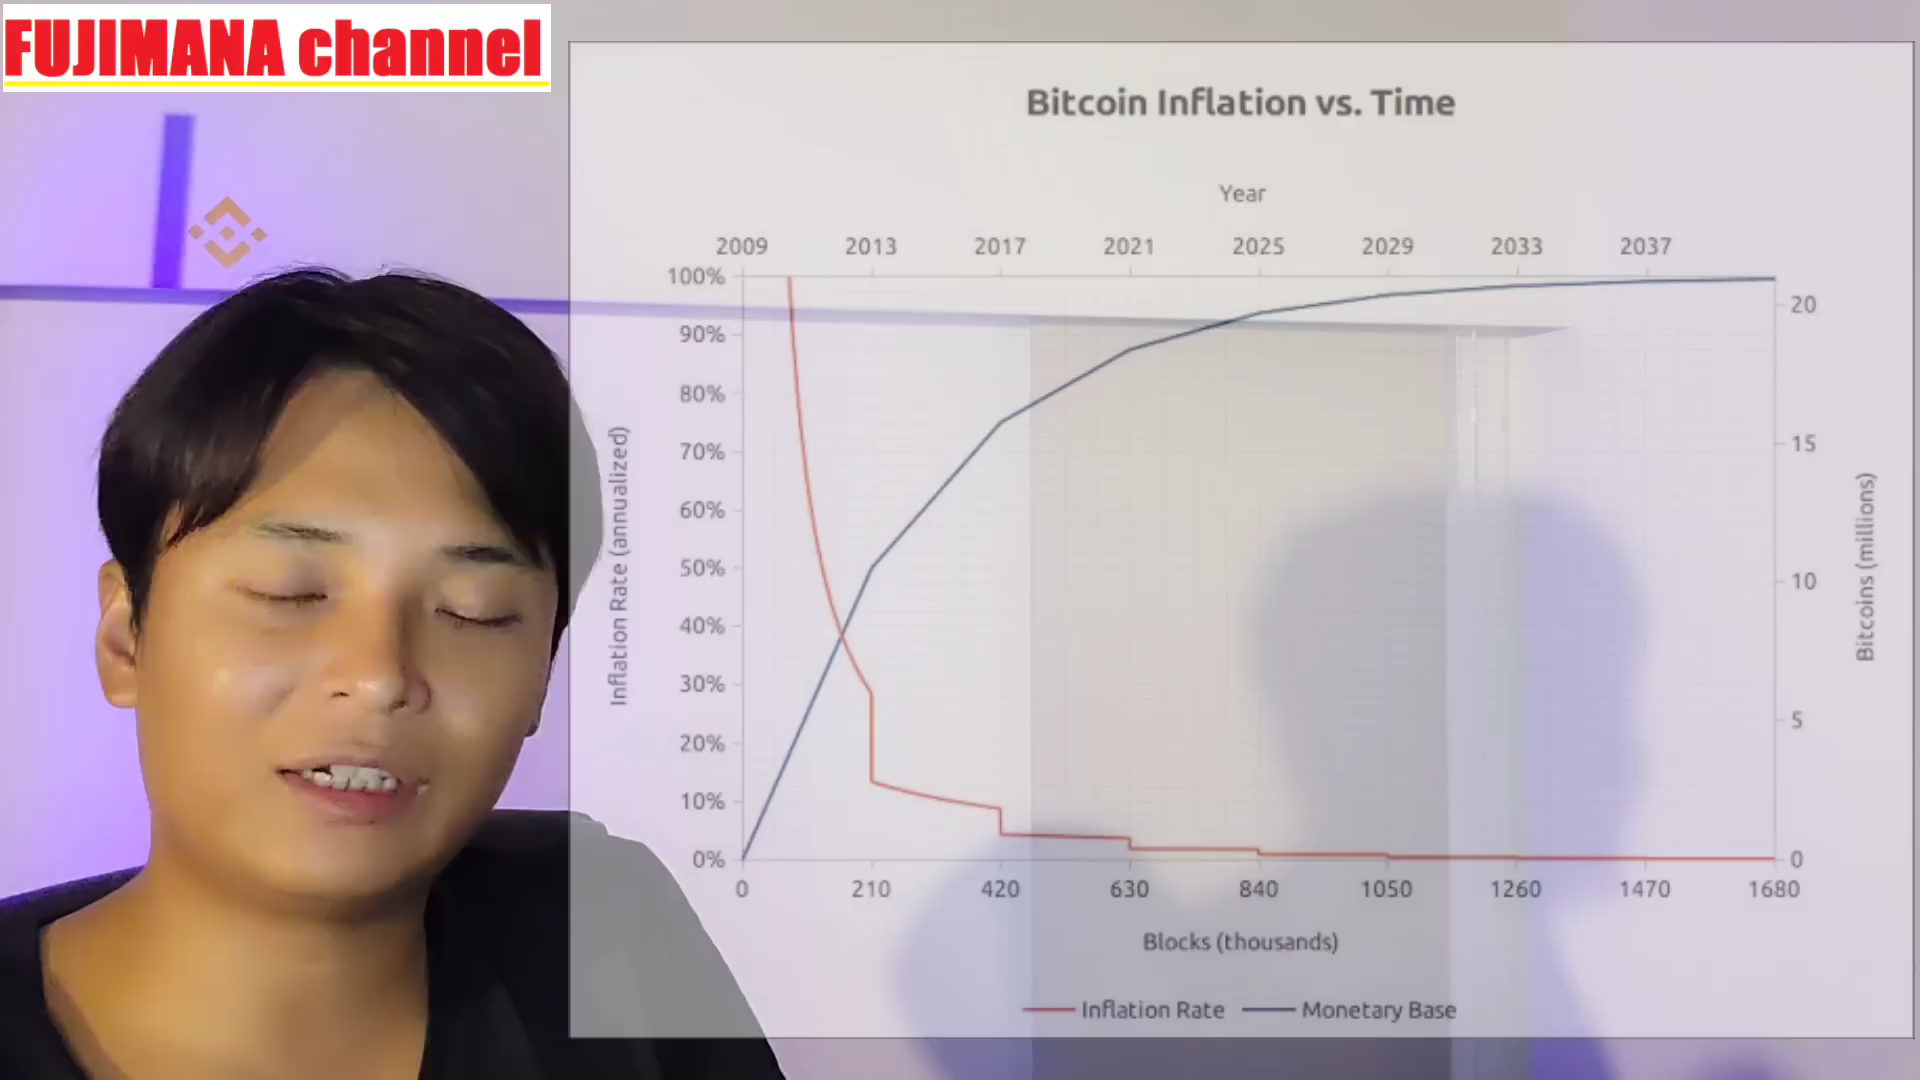 FUJIMANA channel
Bitcoin Inflation vs. Time
Year
2009 2013 2017 2021 2025 2029 2033 2037
100%
90%
80%
70%
60%
50%
40%
30%
20%
10%
0%
Inflation Rate (annualized)
20
15
10
5
0
Bitcoins (millions)
0 210 420 630 840 1050 1260 1470 1680
Blocks (thousands)
Inflation Rate Monetary Base